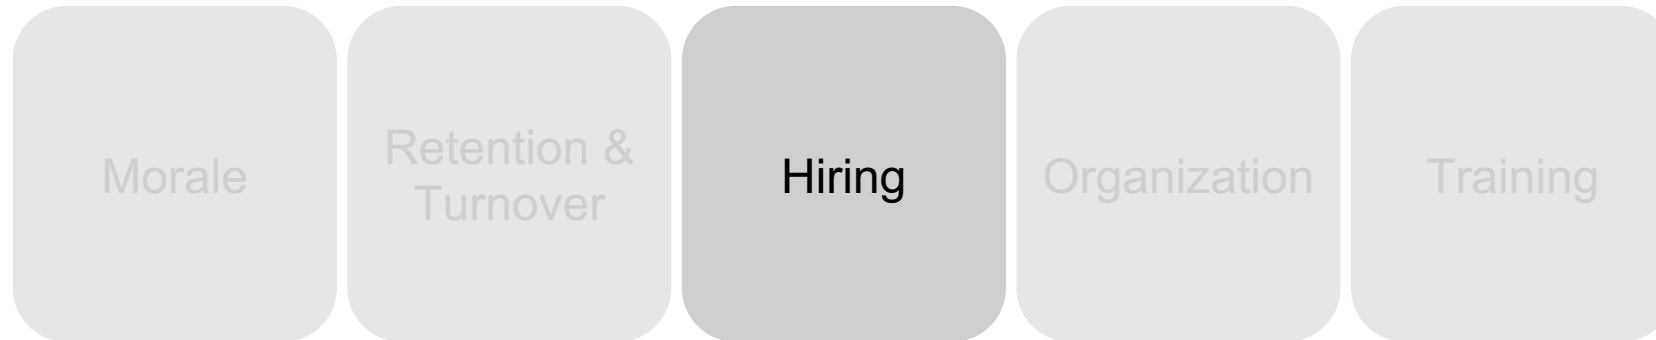 Morale
Retention &
Turnover
Hiring
Organization
Training